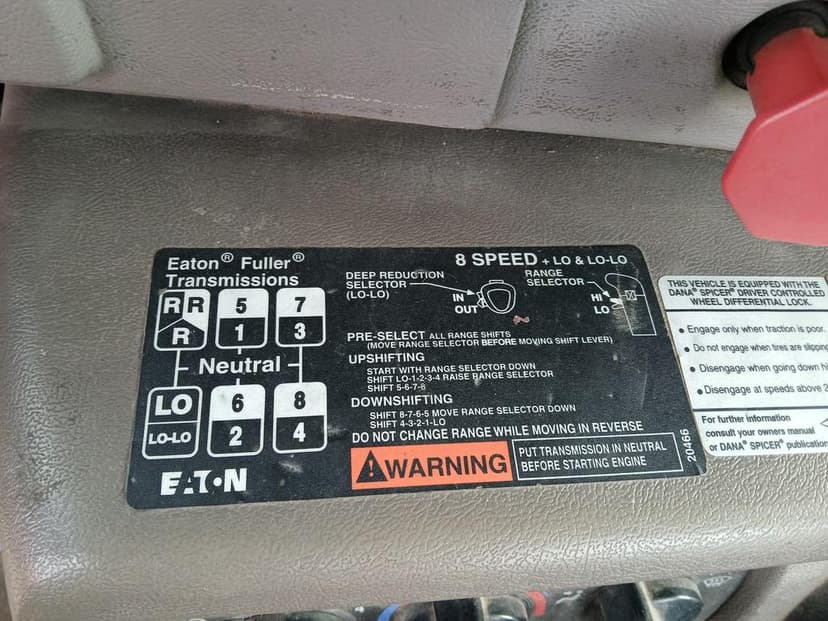 Eaton® Fuller®
Transmissions
8 SPEED + LO & LO-LO
DEEP REDUCTION
SELECTOR
(LO-LO)
IN
OUT
RANGE
SELECTOR
HI
LO
R R
R
5
1
7
3
Neutral
LO
LO-LO
6
2
8
4
PRE-SELECT ALL RANGE SHIFTS
(MOVE RANGE SELECTOR BEFORE MOVING SHIFT LEVER)
UPSHIFTING
START WITH RANGE SELECTOR DOWN
SHIFT LO-1-2-3-4 RAISE RANGE SELECTOR
SHIFT 5-6-7-8
DOWNSHIFTING
SHIFT 8-7-6-5 MOVE RANGE SELECTOR DOWN
SHIFT 4-3-2-1-LO
DO NOT CHANGE RANGE WHILE MOVING IN REVERSE
EATON
WARNING
PUT TRANSMISSION IN NEUTRAL
BEFORE STARTING ENGINE
20466
THIS VEHICLE IS EQUIPPED WITH THE
DANA® SPICER® DRIVER CONTROLLED
WHEEL DIFFERENTIAL LOCK.
• Engage only when traction is poor.
• Do not engage when tires are slipping
• Disengage when going down
• Disengage at speeds above
For further information
consult your owners manual
or DANA® SPICER® publication